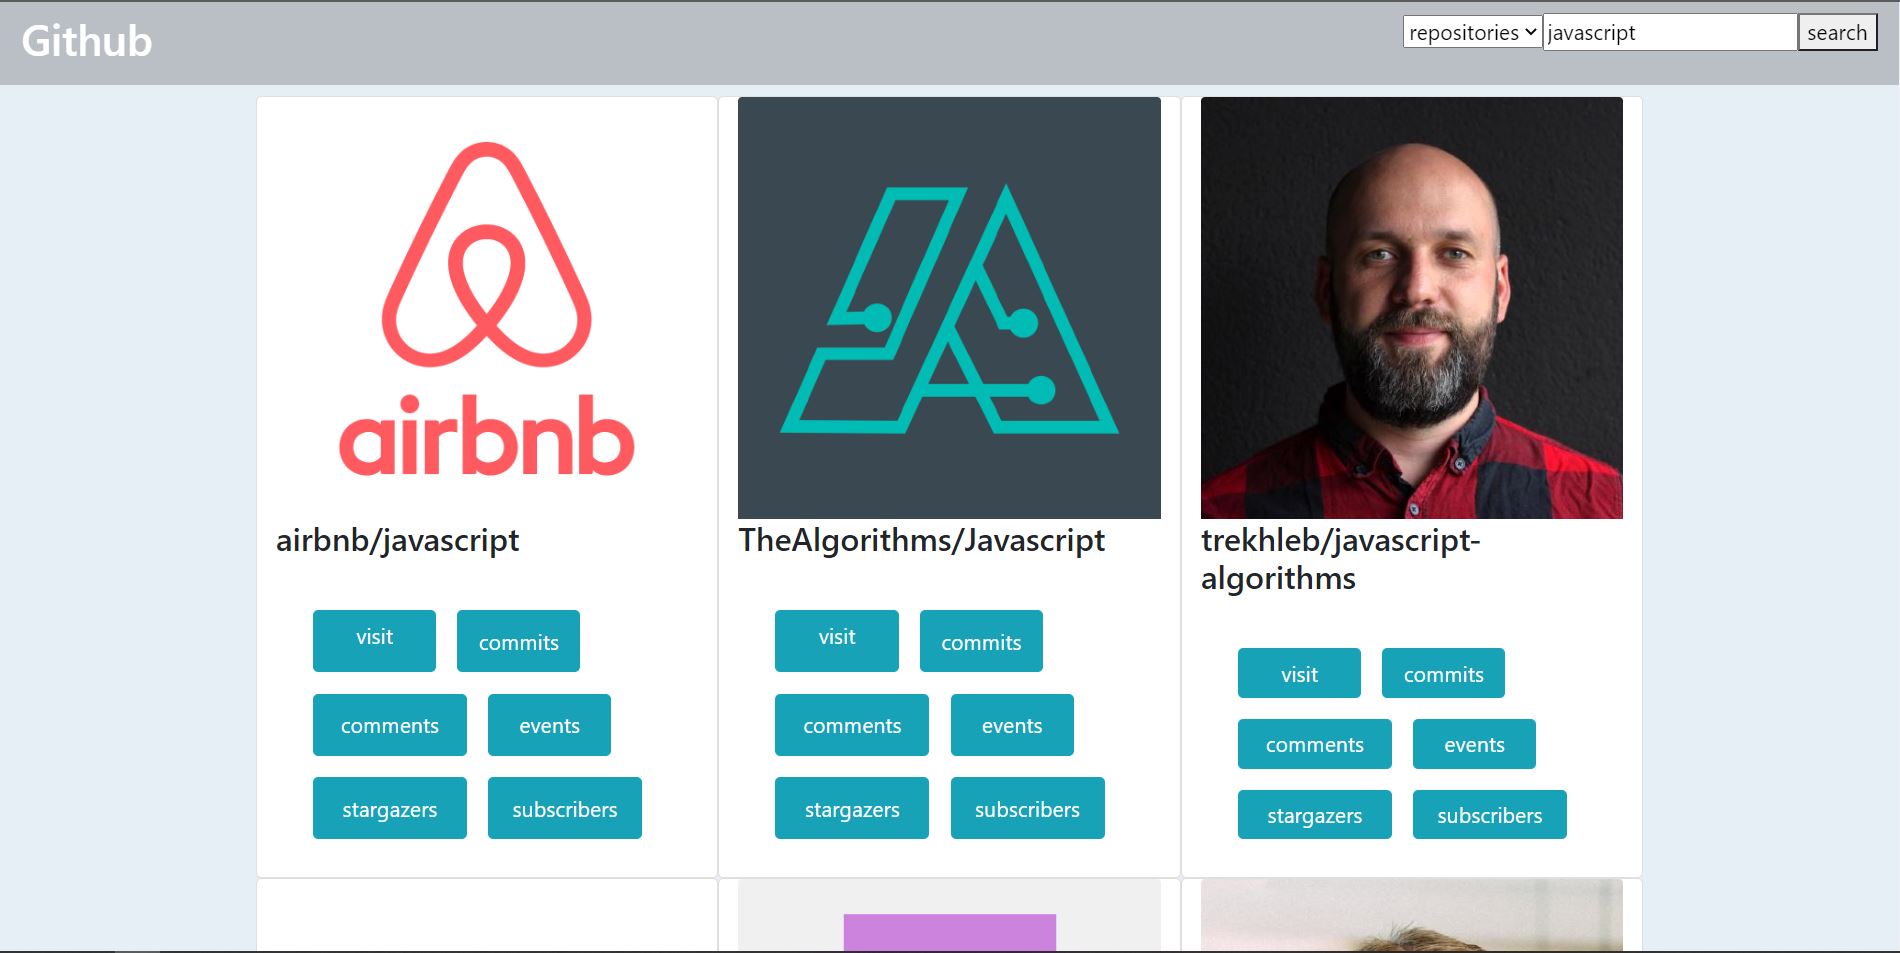 Github
repositories
javascript
search
airbnb
airbnb/javascript
visit
commits
comments
events
stargazers
subscribers
TheAlgorithms/Javascript
visit
commits
comments
events
stargazers
subscribers
trekhleb/javascript-
algorithms
visit
commits
comments
events
stargazers
subscribers